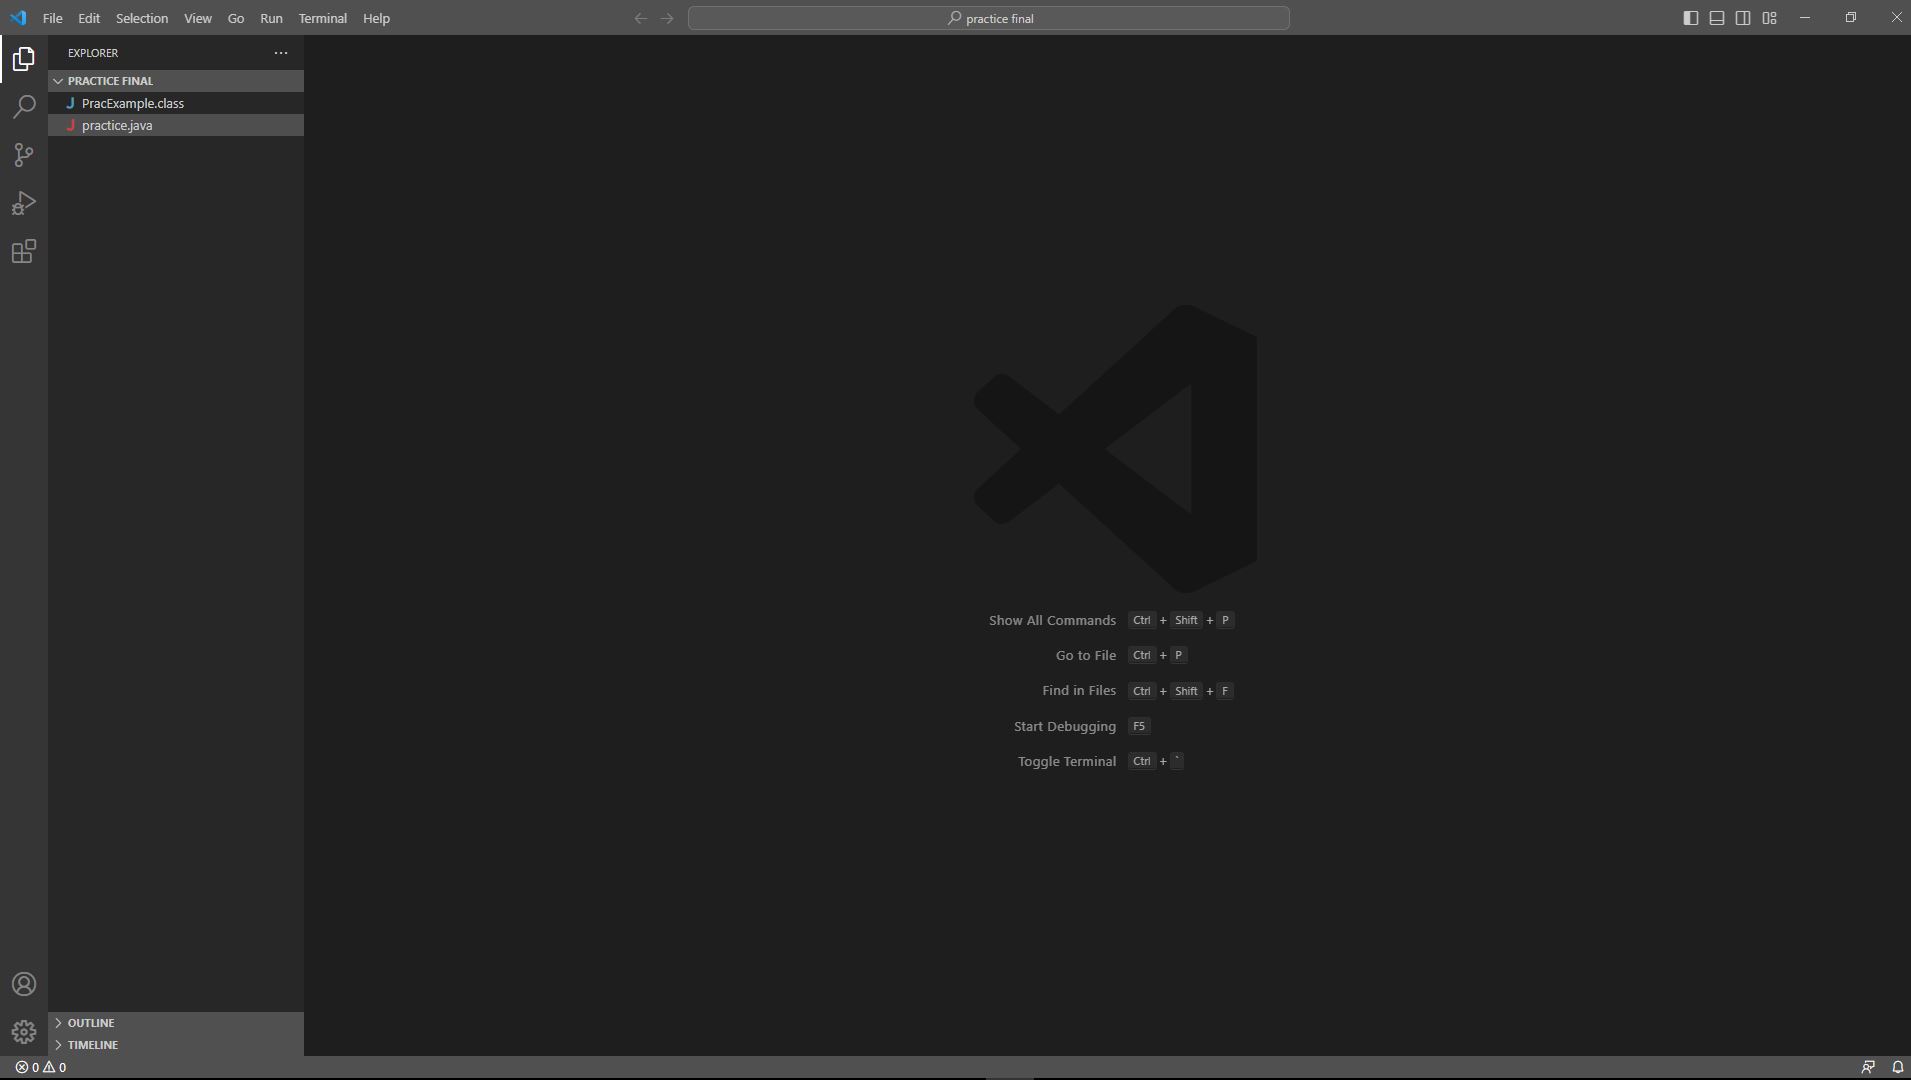 File Edit Selection View Go Run Terminal Help
practice final
EXPLORER
PRACTICE FINAL
J PracExample.class
J practice.java
Show All Commands Ctrl + Shift + P
Go to File Ctrl + P
Find in Files Ctrl + Shift + F
Start Debugging F5
Toggle Terminal Ctrl + `
OUTLINE
TIMELINE
0 0